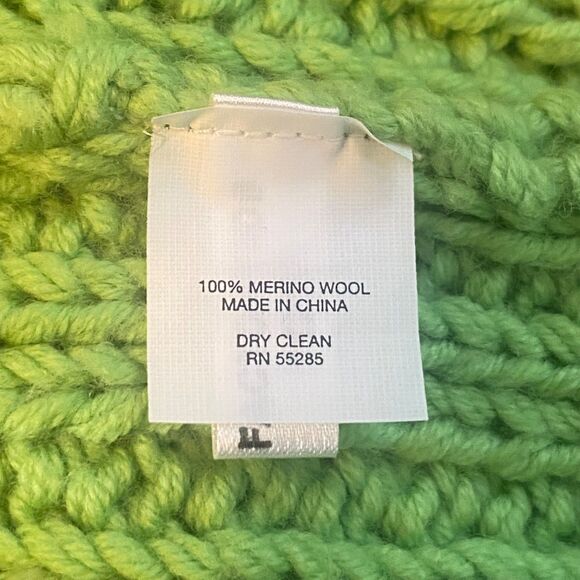 100% MERINO WOOL
MADE IN CHINA
DRY CLEAN
RN 55285
F